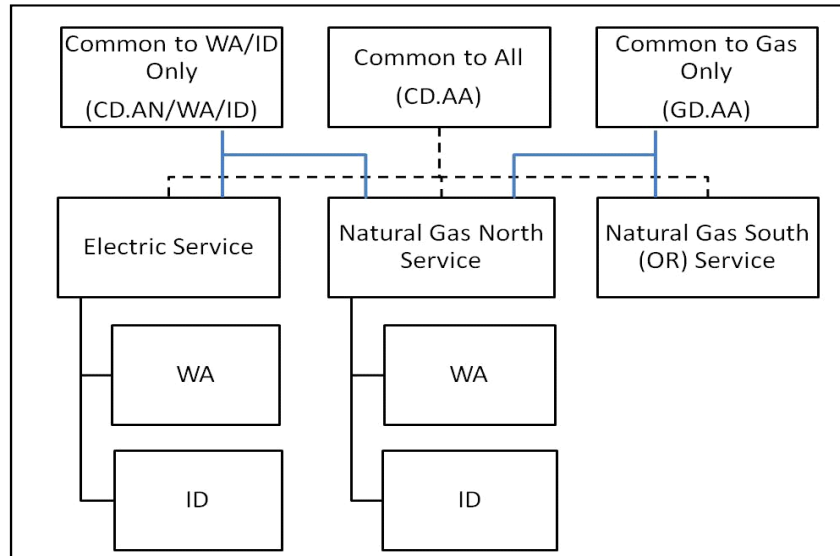 Common to WA/ID
Only
(CD.AN/WA/ID)
Common to All
(CD.AA)
Common to Gas
Only
(GD.AA)
Electric Service
Natural Gas North
Service
Natural Gas South
(OR) Service
WA
WA
ID
ID